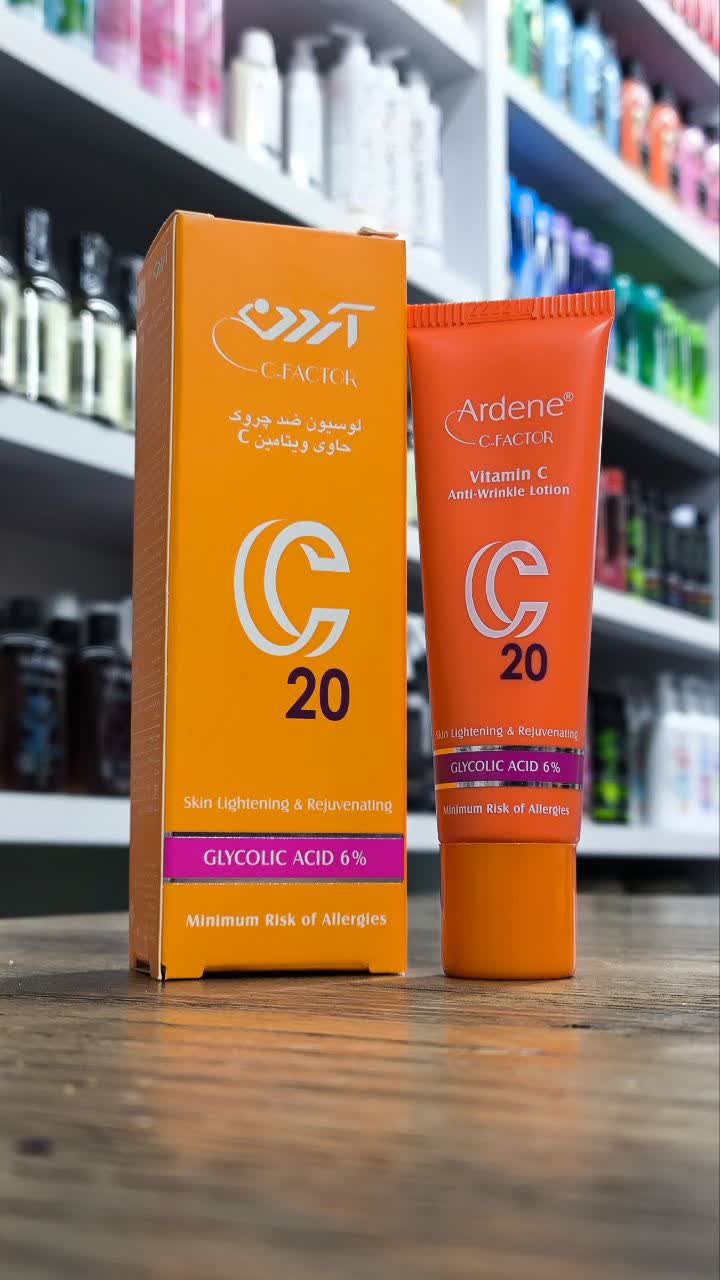 آردن
C-FACTOR
لوسیون ضد چروک
حاوی ویتامین C
C
20
Skin Lightening & Rejuvenating
GLYCOLIC ACID 6%
Minimum Risk of Allergies
Ardene®
C-FACTOR
Vitamin C
Anti-Wrinkle Lotion
C
20
Skin Lightening & Rejuvenating
GLYCOLIC ACID 6%
Minimum Risk of Allergies